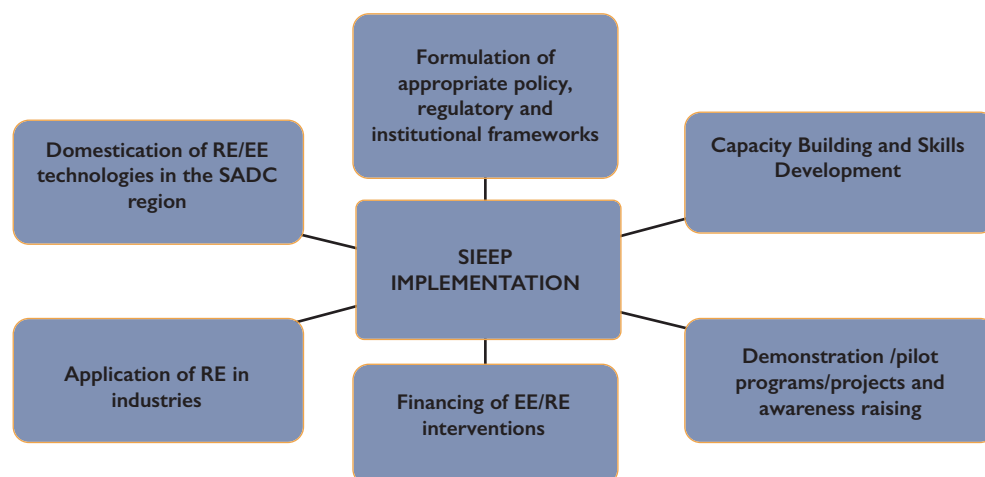 Formulation of
appropriate policy,
regulatory and
institutional frameworks
Domestication of RE/EE
technologies in the SADC
region
Capacity Building and Skills
Development
SIEEP
IMPLEMENTATION
Application of RE in
industries
Financing of EE/RE
interventions
Demonstration /pilot
programs/projects and
awareness raising